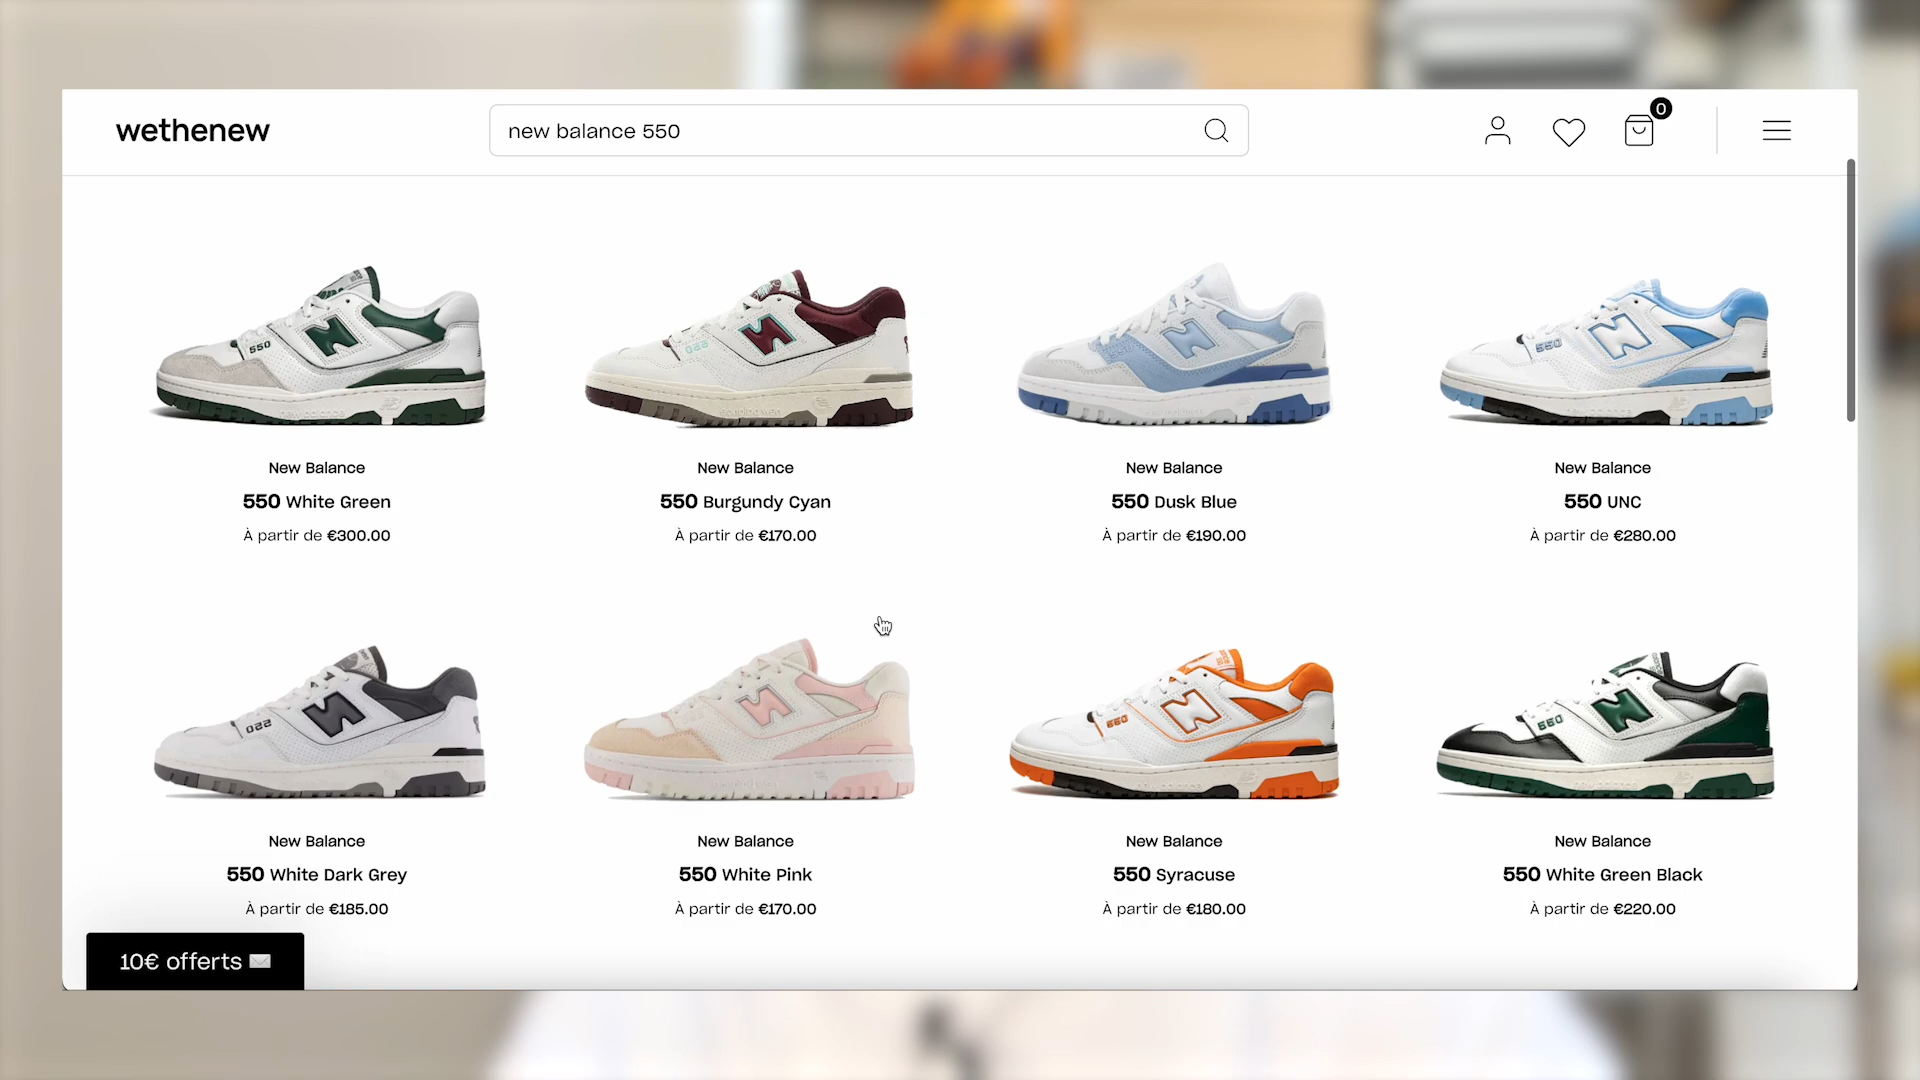 wethenew
new balance 550
0
New Balance
550 White Green
À partir de €300.00
New Balance
550 Burgundy Cyan
À partir de €170.00
New Balance
550 Dusk Blue
À partir de €190.00
New Balance
550 UNC
À partir de €280.00
New Balance
550 White Dark Grey
À partir de €185.00
New Balance
550 White Pink
À partir de €170.00
New Balance
550 Syracuse
À partir de €180.00
New Balance
550 White Green Black
À partir de €220.00
10€ offerts